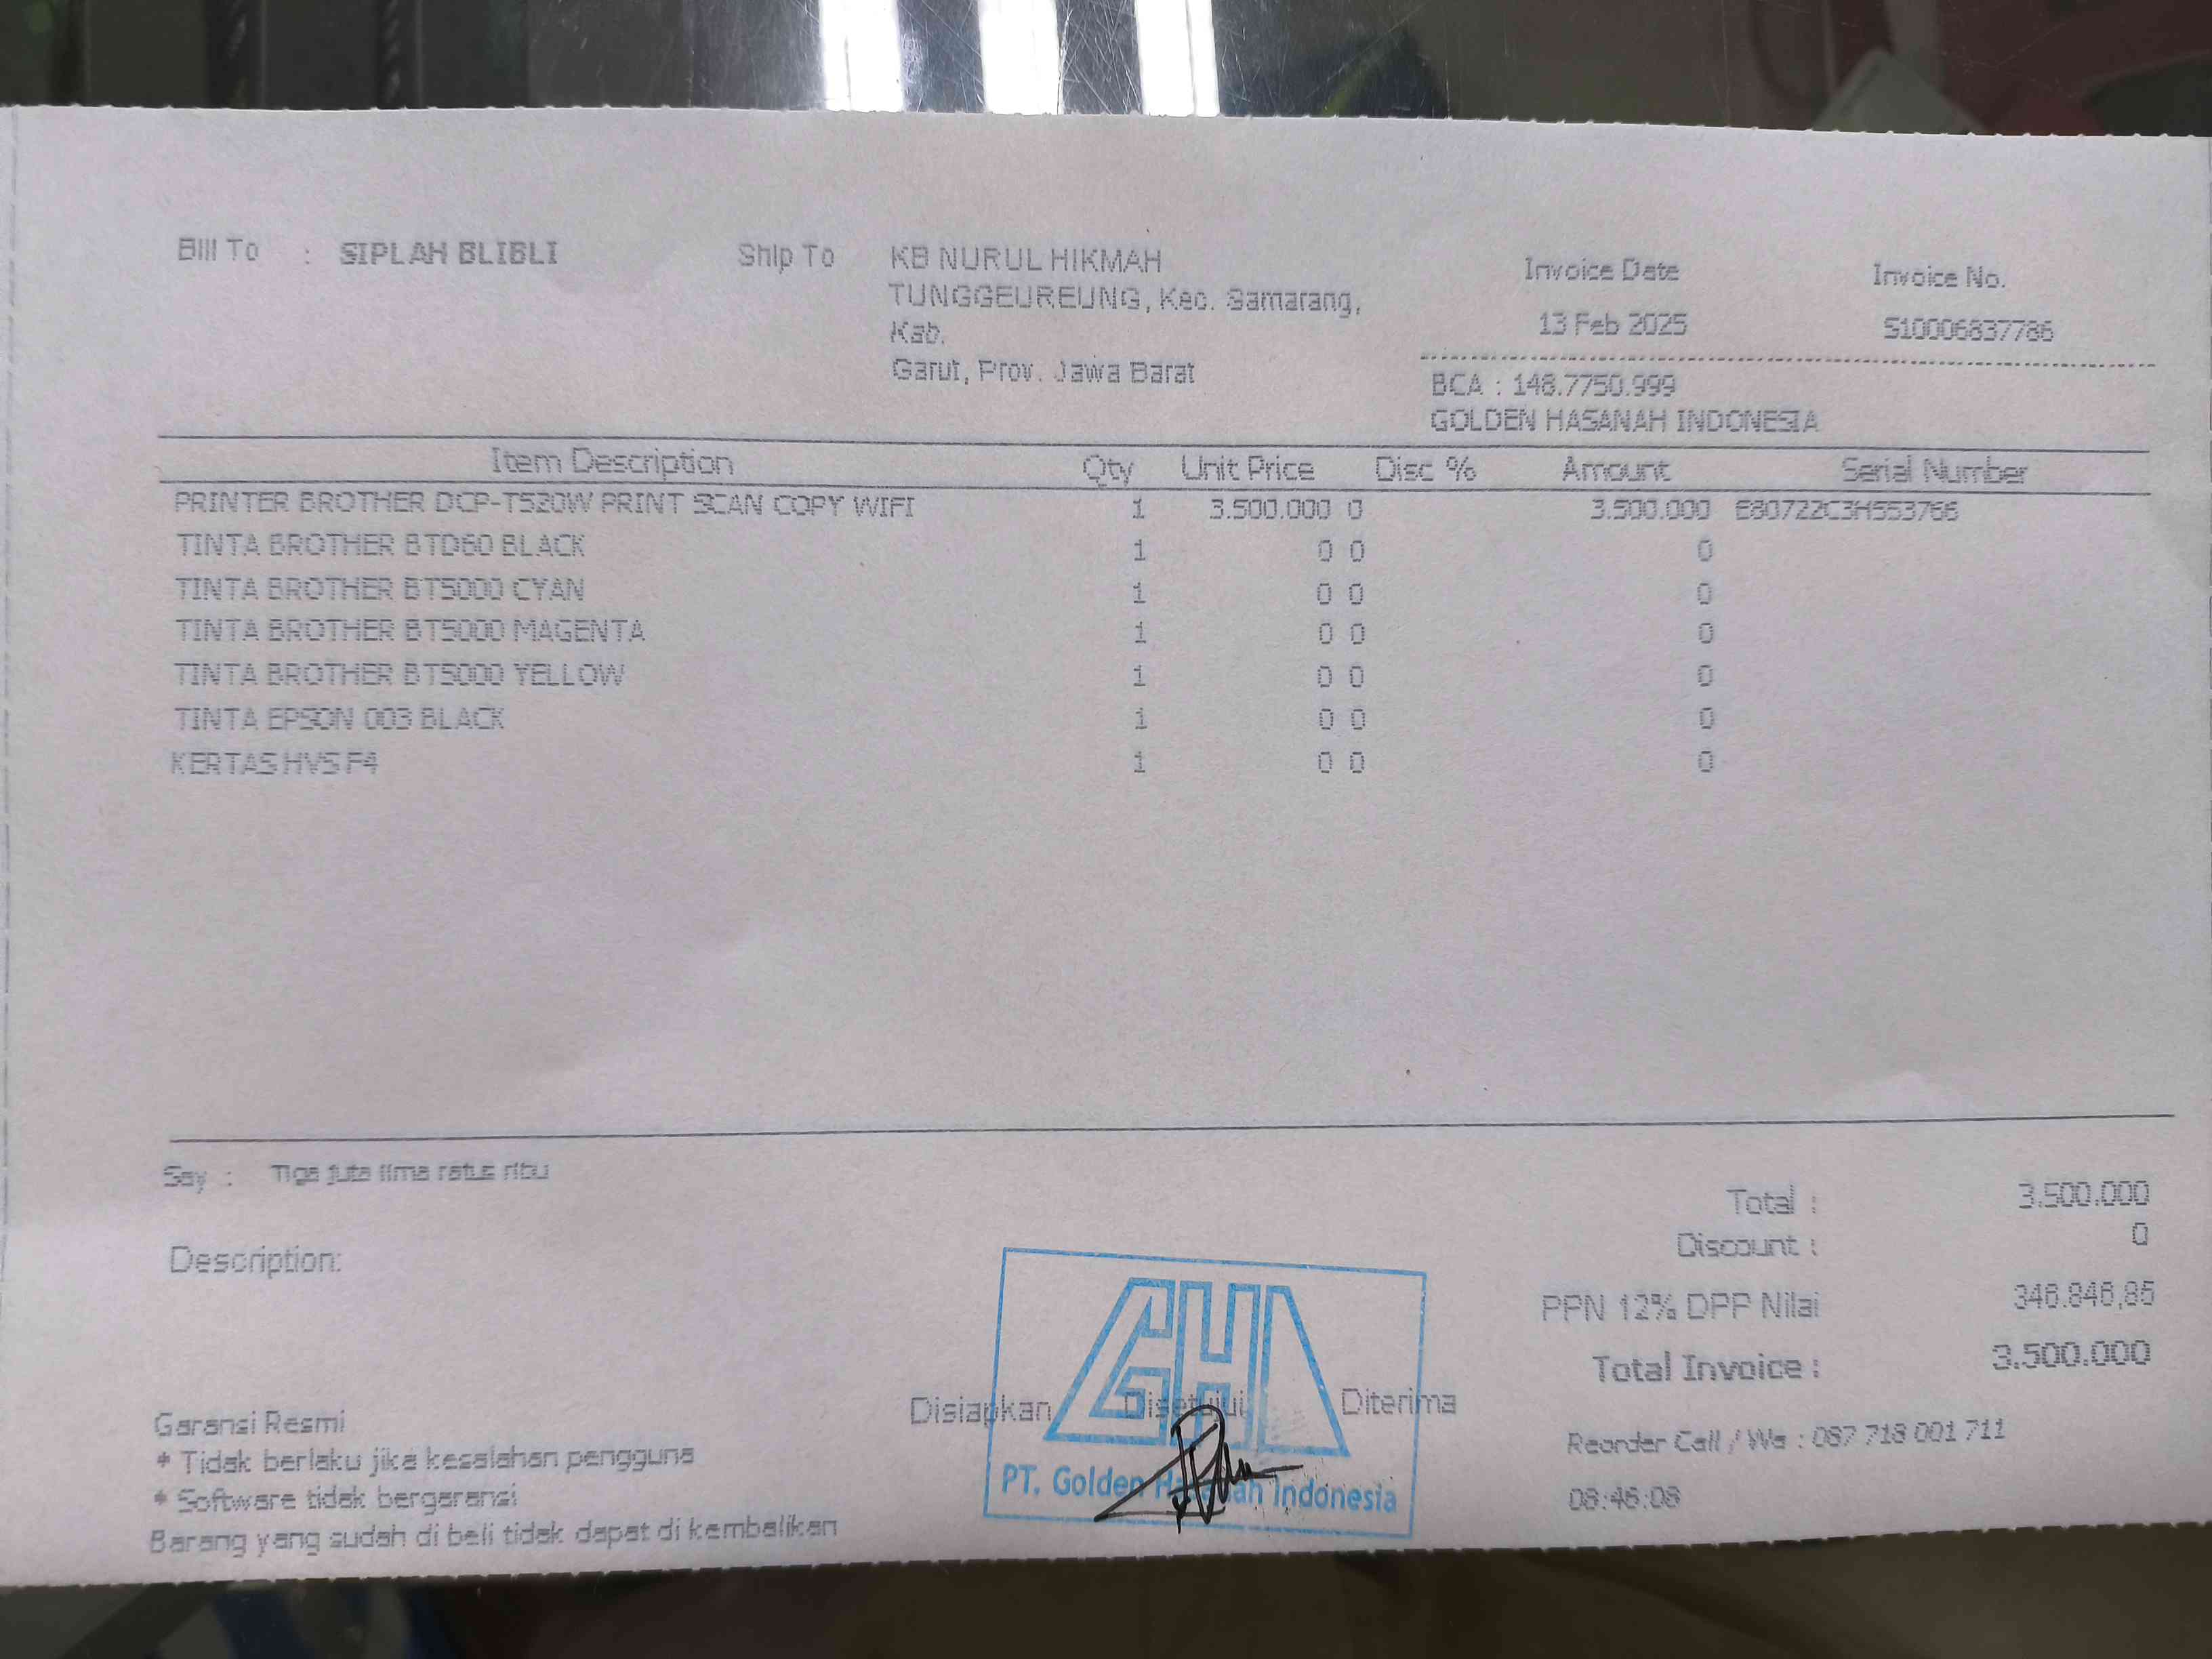 Bill To : SIPLAH BLIBLI
Ship To KB NURUL HIKMAH
TUNGGEUREUNG, Kec. Samarang,
Kab.
Garut, Prov. Jawa Barat
Invoice Date Invoice No.
13 Feb 2025 S10006837786
BCA : 148.7750.999
GOLDEN HASANAH INDONESIA
Item Description Qty Unit Price Disc % Amount Serial Number
PRINTER BROTHER DCP-T520W PRINT SCAN COPY WIFI 1 3.500.000 0 3.500.000 E80722C3H553766
TINTA BROTHER BTD60 BLACK 1 0 0 0
TINTA BROTHER BT5000 CYAN 1 0 0 0
TINTA BROTHER BT5000 MAGENTA 1 0 0 0
TINTA BROTHER BT5000 YELLOW 1 0 0 0
TINTA EPSON 003 BLACK 1 0 0 0
KERTAS HVS F4 1 0 0 0
Say : Tiga juta lima ratus ribu
Description:
Total : 3.500.000
Discount : 0
PPN 12% DPP Nilai 346.846,85
Total Invoice : 3.500.000
Disiapkan Disetujui Diterima
GHI
PT. Golden Hasanah Indonesia
Garansi Resmi
* Tidak berlaku jika kesalahan pengguna
* Software tidak bergaransi
Barang yang sudah di beli tidak dapat di kembalikan
Reorder Call / Wa : 087 718 001 711
08:46:08